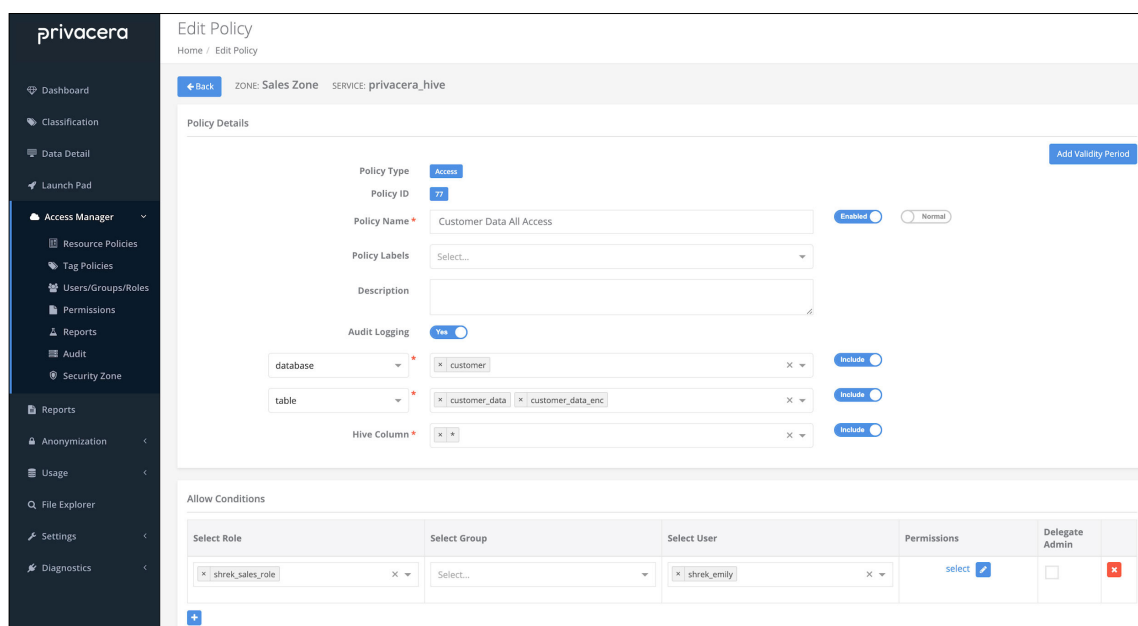 privacera
Dashboard
Classification
Data Detail
Launch Pad
Access Manager
Resource Policies
Tag Policies
Users/Groups/Roles
Permissions
Reports
Audit
Security Zone
Reports
Anonymization
Usage
File Explorer
Settings
Diagnostics
Edit Policy
Home / Edit Policy
Back ZONE: Sales Zone SERVICE: privacera_hive
Policy Details
Add Validity Period
Policy Type Access
Policy ID 77
Policy Name * Customer Data All Access Enabled Normal
Policy Labels Select...
Description
Audit Logging Yes
database * × customer × Include
table * × customer_data × customer_data_enc × Include
Hive Column * × * × Include
Allow Conditions
Select Role Select Group Select User Permissions Delegate Admin
× shrek_sales_role × Select... × shrek_emily × select